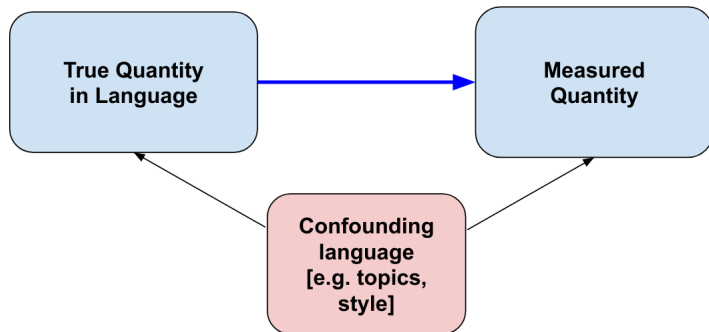 True Quantity
in Language
Measured
Quantity
Confounding
language
[e.g. topics,
style]